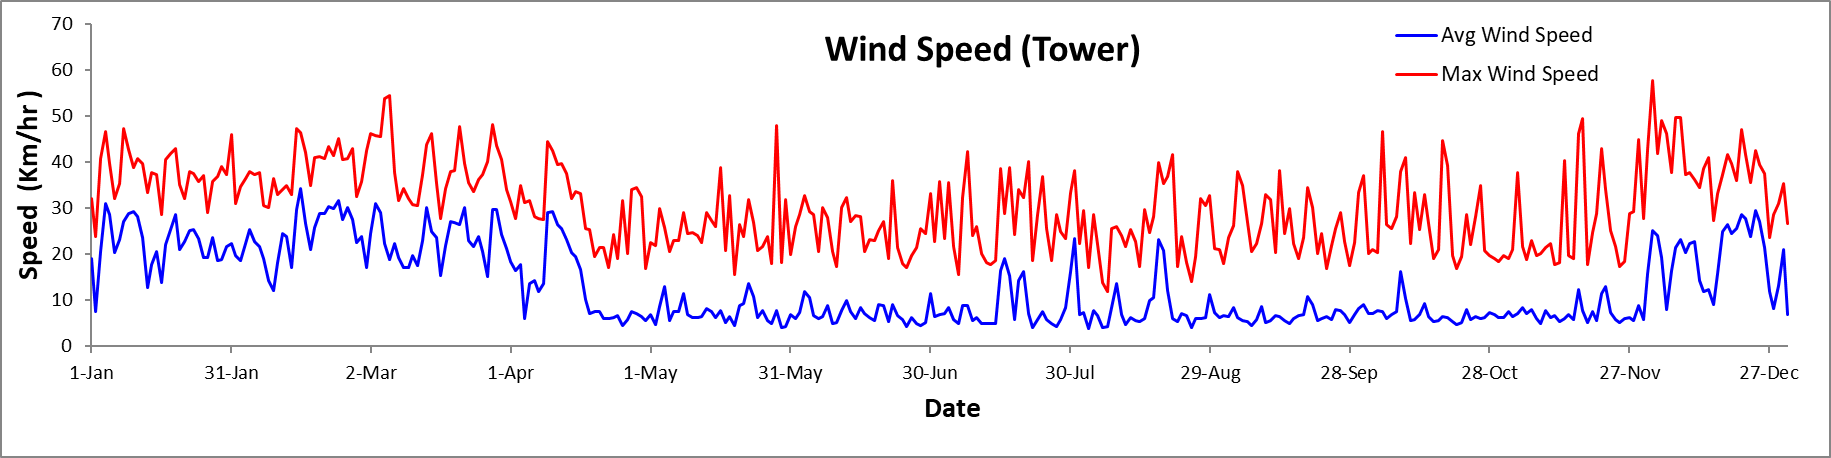 Wind Speed (Tower)
Avg Wind Speed
Max Wind Speed
Speed (Km/hr )
70
60
50
40
30
20
10
0
1-Jan 31-Jan 2-Mar 1-Apr 1-May 31-May 30-Jun 30-Jul 29-Aug 28-Sep 28-Oct 27-Nov 27-Dec
Date